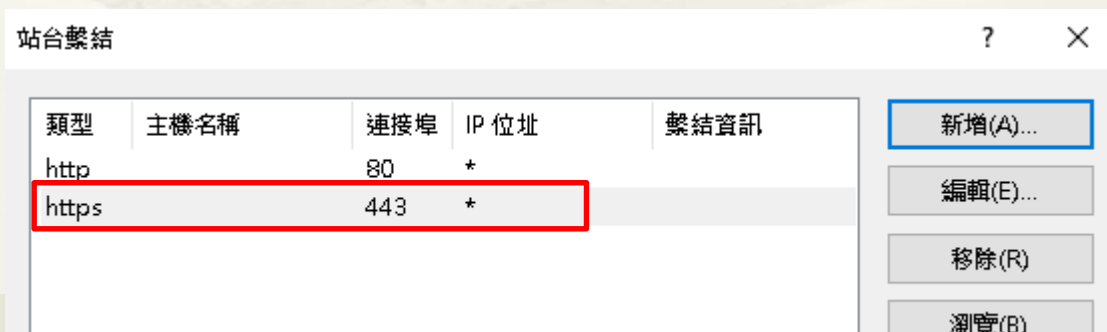 站台繫結 ? ×
類型 主機名稱 連接埠 IP 位址 繫結資訊
http 80 *
https 443 *
新增(A)...
編輯(E)...
移除(R)
瀏覽(B)